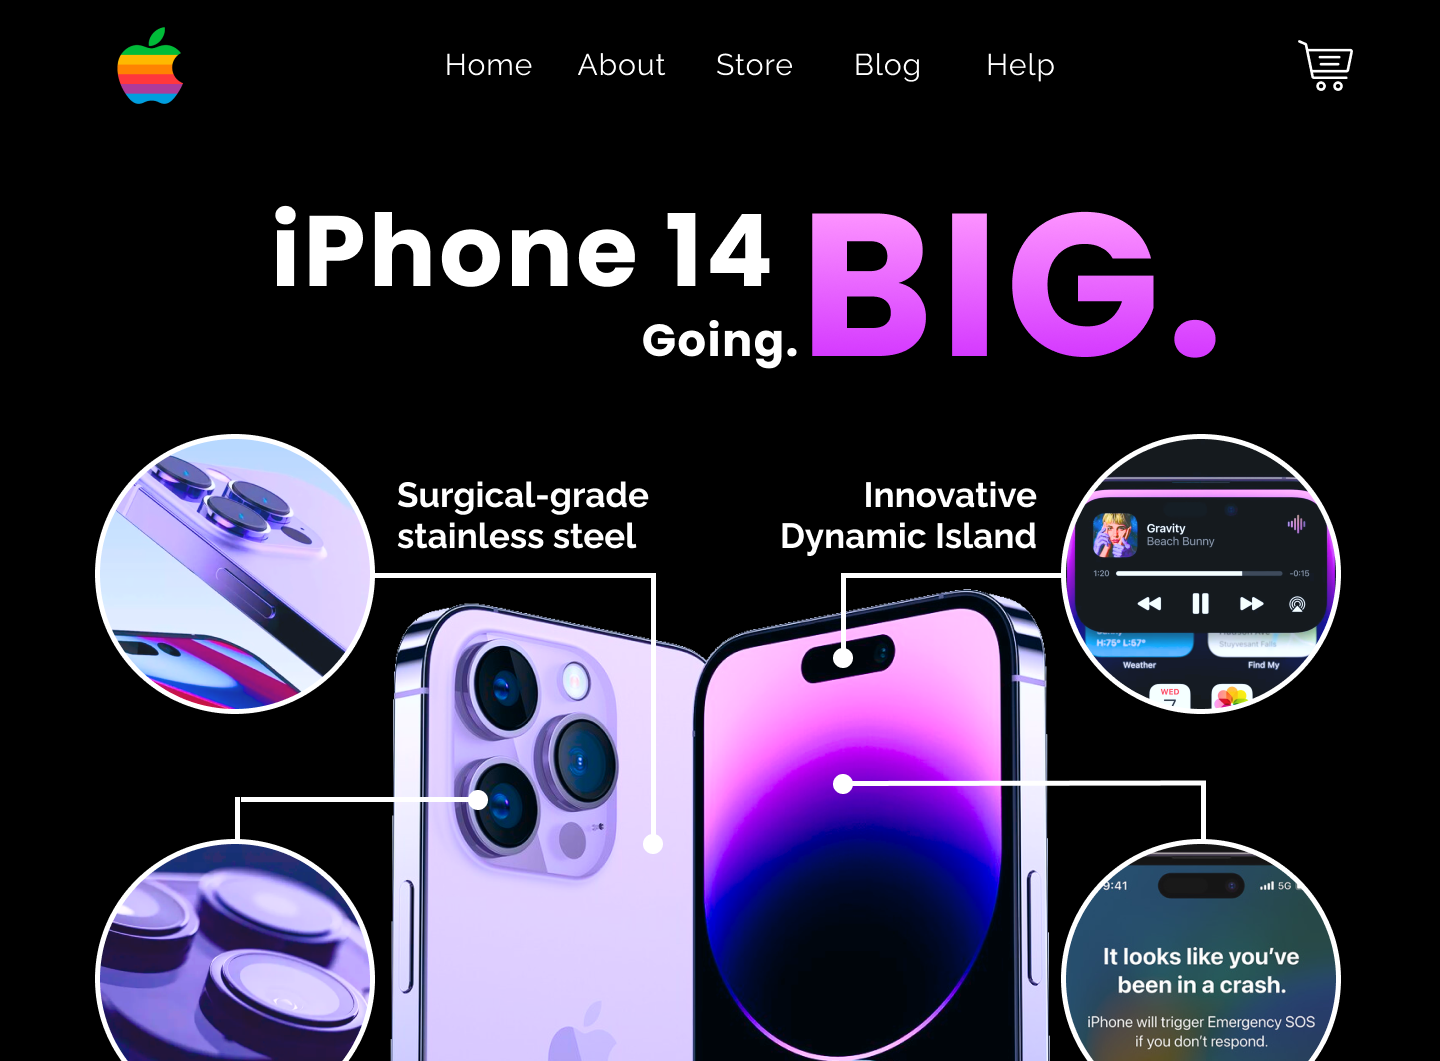 Home About Store Blog Help
iPhone 14 BIG.
Going.
Surgical-grade
stainless steel
Innovative
Dynamic Island
Gravity
Beach Bunny
1:20 -0:15
H:75° L:57°
Stuyvesant Falls
Weather Find My
WED
7
9:41 5G
It looks like you've
been in a crash.
iPhone will trigger Emergency SOS
if you don't respond.